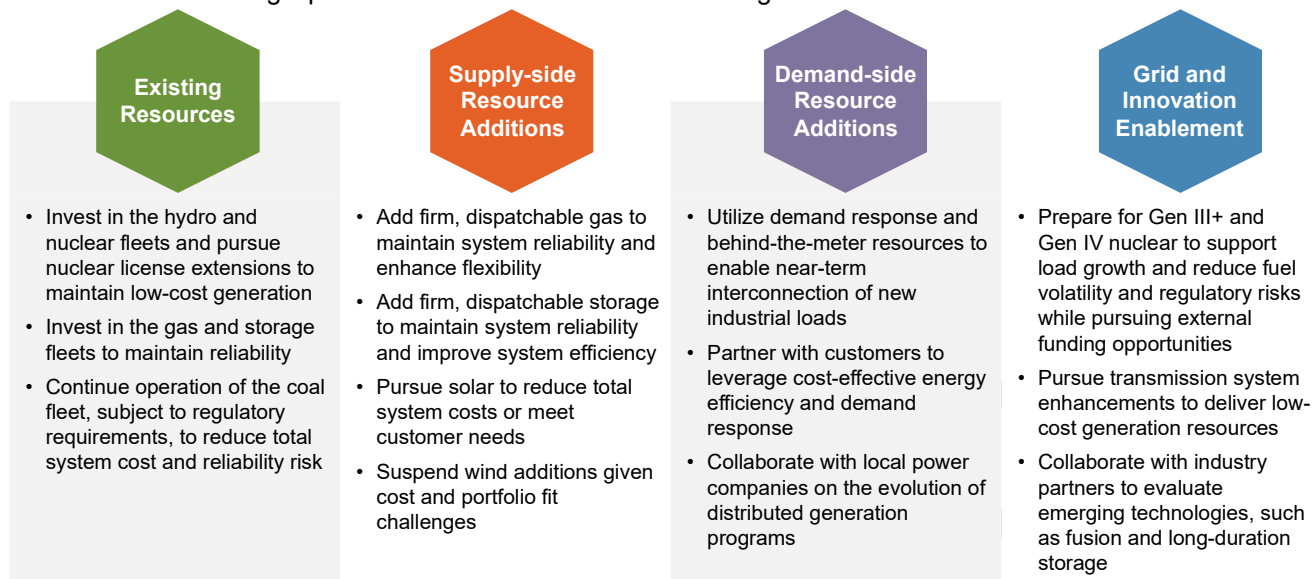 Existing
Resources
• Invest in the hydro and
nuclear fleets and pursue
nuclear license extensions to
maintain low-cost generation
• Invest in the gas and storage
fleets to maintain reliability
• Continue operation of the coal
fleet, subject to regulatory
requirements, to reduce total
system cost and reliability risk
Supply-side
Resource
Additions
• Add firm, dispatchable gas to
maintain system reliability and
enhance flexibility
• Add firm, dispatchable storage
to maintain system reliability
and improve system efficiency
• Pursue solar to reduce total
system costs or meet
customer needs
• Suspend wind additions given
cost and portfolio fit
challenges
Demand-side
Resource
Additions
• Utilize demand response and
behind-the-meter resources to
enable near-term
interconnection of new
industrial loads
• Partner with customers to
leverage cost-effective energy
efficiency and demand
response
• Collaborate with local power
companies on the evolution of
distributed generation
programs
Grid and
Innovation
Enablement
• Prepare for Gen III+ and
Gen IV nuclear to support
load growth and reduce fuel
volatility and regulatory risks
while pursuing external
funding opportunities
• Pursue transmission system
enhancements to deliver low-
cost generation resources
• Collaborate with industry
partners to evaluate
emerging technologies, such
as fusion and long-duration
storage